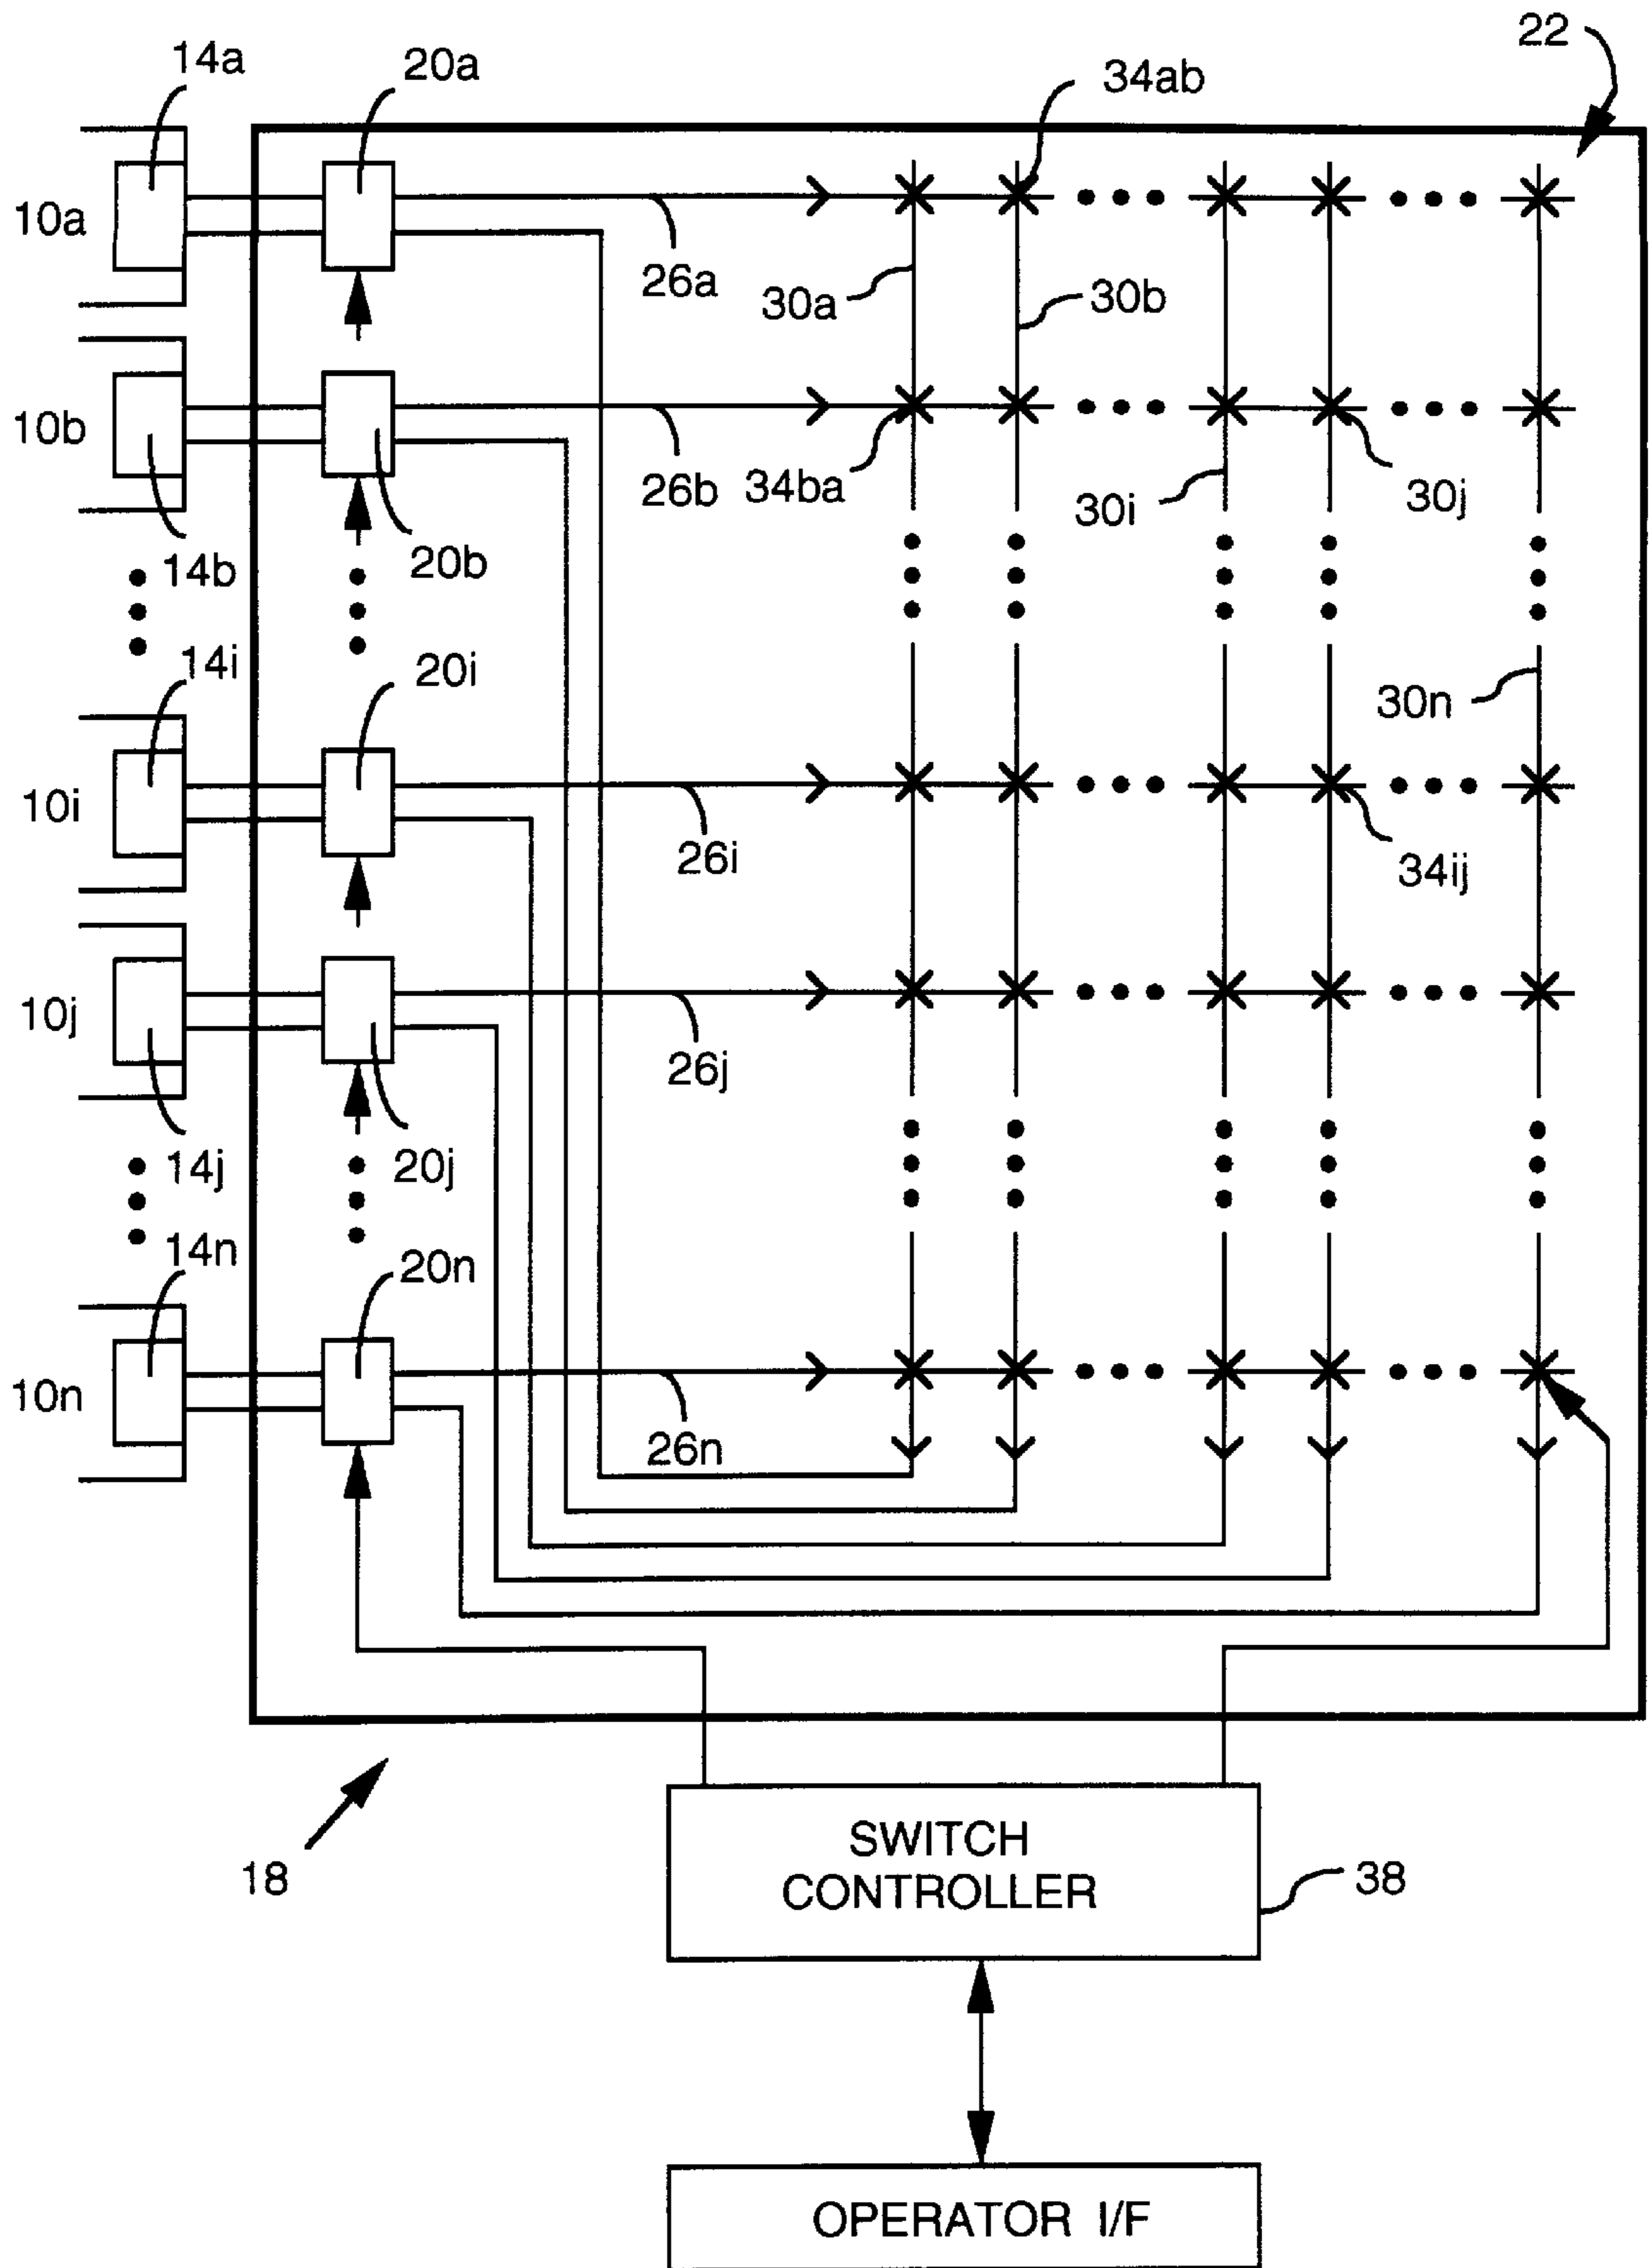 22
14a
20a
34ab
10a
26a
30a
30b
10b
26b
34ba
30i
30j
14b
20b
14i
20i
30n
10i
26i
34ij
10j
26j
14j
20j
14n
20n
10n
26n
18
SWITCH
CONTROLLER
38
OPERATOR I/F